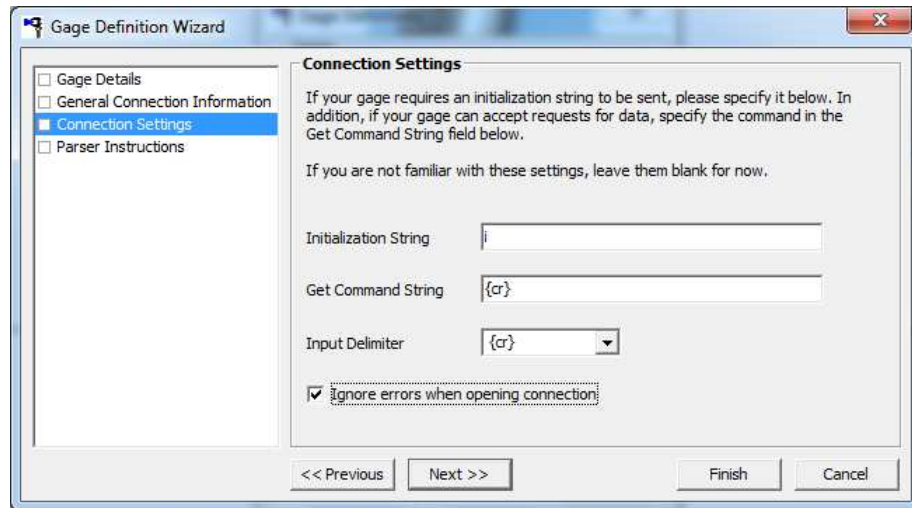 Gage Definition Wizard
Gage Details
General Connection Information
Connection Settings
Parser Instructions
Connection Settings
If your gage requires an initialization string to be sent, please specify it below. In
addition, if your gage can accept requests for data, specify the command in the
Get Command String field below.
If you are not familiar with these settings, leave them blank for now.
Initialization String i
Get Command String {cr}
Input Delimiter {cr}
Ignore errors when opening connection
<< Previous Next >> Finish Cancel